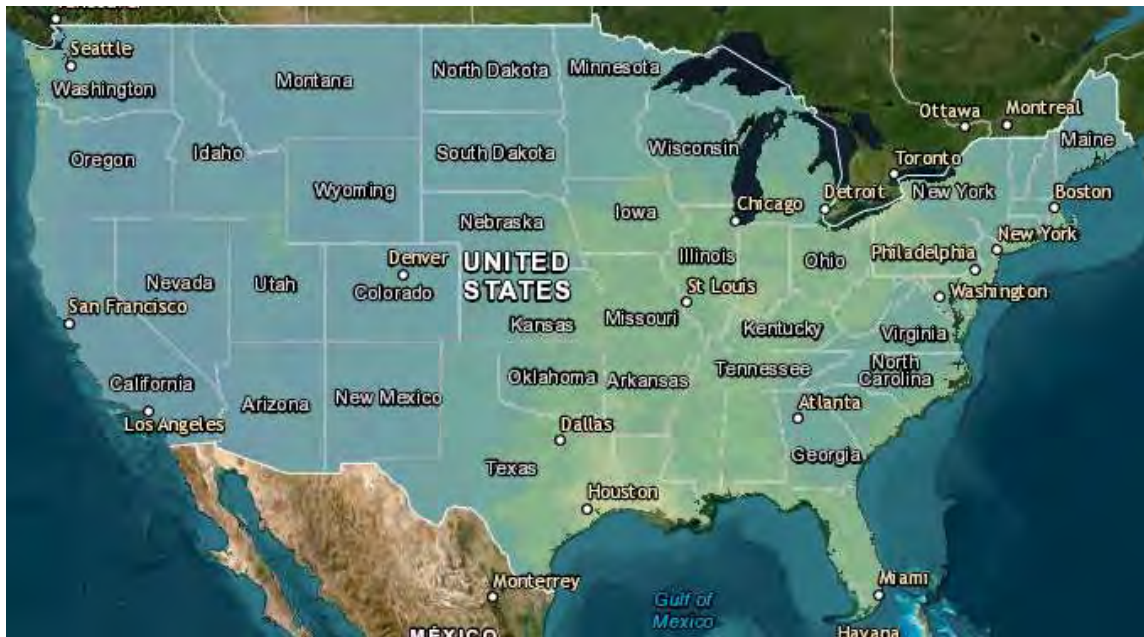 Seattle
Washington
Montana
North Dakota
Minnesota
Ottawa
Montreal
Maine
Oregon
Idaho
South Dakota
Wisconsin
Toronto
Wyoming
New York
Detroit
Boston
Nebraska
Iowa
Chicago
New York
Philadelphia
Denver
UNITED
STATES
Illinois
Ohio
Nevada
Utah
Colorado
St Louis
Washington
San Francisco
Kansas
Missouri
Kentucky
Virginia
California
Oklahoma
Arkansas
Tennessee
North
Carolina
Arizona
New Mexico
Los Angeles
Dallas
Atlanta
Texas
Georgia
Houston
Monterrey
Miami
Gulf of
Mexico
MÉXICO
Havana